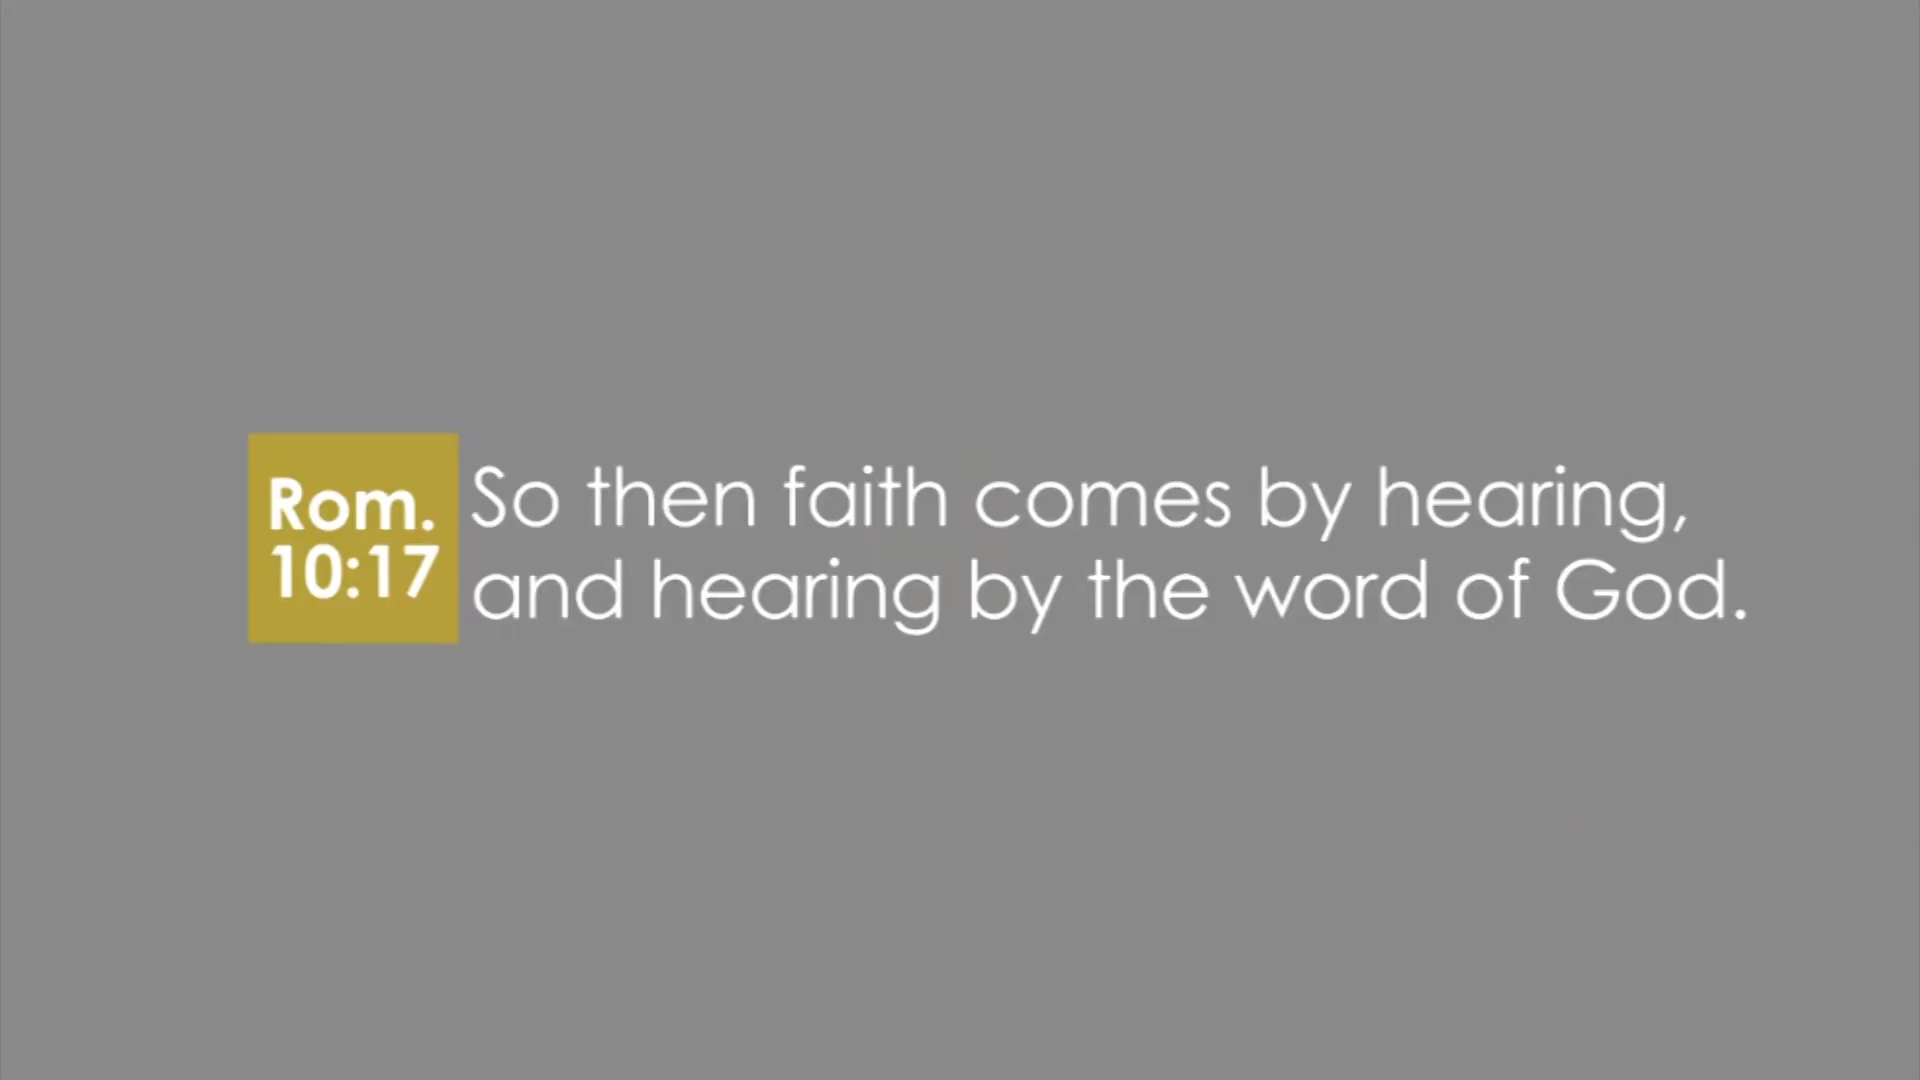 Rom.
10:17
So then faith comes by hearing,
and hearing by the word of God.